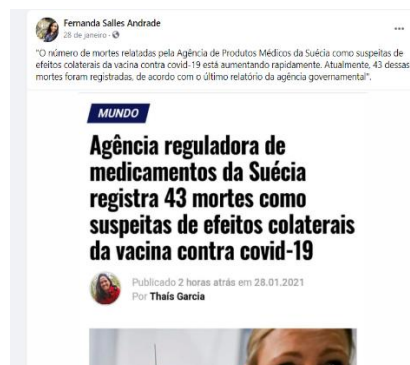 Fernanda Salles Andrade
28 de janeiro ·
"O número de mortes relatadas pela Agência de Produtos Médicos da Suécia como suspeitas de
efeitos colaterais da vacina contra covid-19 está aumentando rapidamente. Atualmente, 43 dessas
mortes foram registradas, de acordo com o último relatório da agência governamental".
MUNDO
Agência reguladora de
medicamentos da Suécia
registra 43 mortes como
suspeitas de efeitos colaterais
da vacina contra covid-19
Publicado 2 horas atrás em 28.01.2021
Por Thaís Garcia